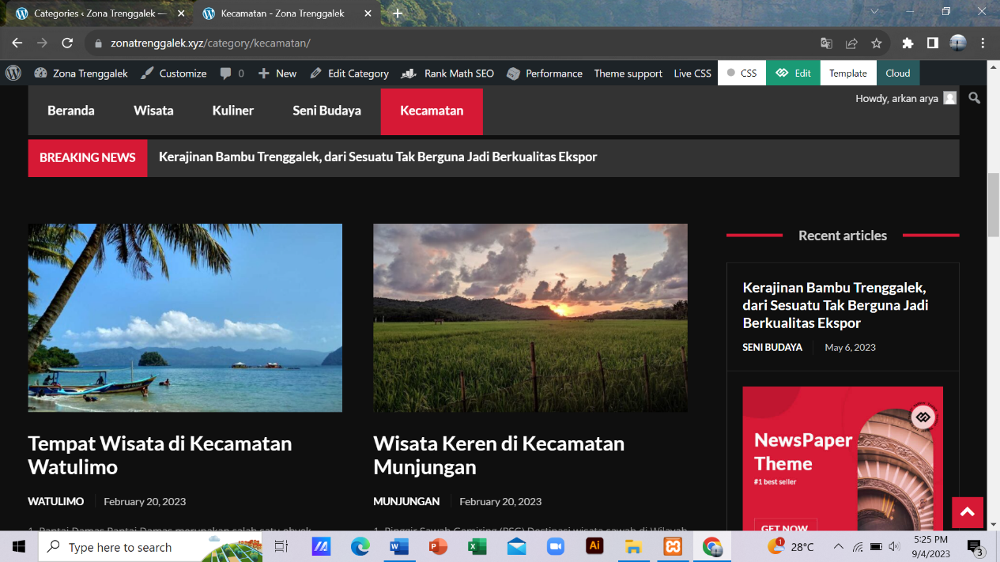 Categories ‹ Zona Trenggalek —
Kecamatan - Zona Trenggalek
zonatrenggalek.xyz/category/kecamatan/
Zona Trenggalek Customize 0 New Edit Category Rank Math SEO Performance Theme support Live CSS CSS Edit Template Cloud
Howdy, arkan arya
Beranda Wisata Kuliner Seni Budaya Kecamatan
BREAKING NEWS Kerajinan Bambu Trenggalek, dari Sesuatu Tak Berguna Jadi Berkualitas Ekspor
Tempat Wisata di Kecamatan
Watulimo
WATULIMO February 20, 2023
1. Pantai Damas Pantai Damas merupakan salah satu obyek
Wisata Keren di Kecamatan
Munjungan
MUNJUNGAN February 20, 2023
1. Pinggir Sawah Gemiring (PSG) Destinasi wisata sawah di Wilayah
Recent articles
Kerajinan Bambu Trenggalek,
dari Sesuatu Tak Berguna Jadi
Berkualitas Ekspor
SENI BUDAYA May 6, 2023
NewsPaper
Theme
#1 best seller
GET NOW
Type here to search
28°C
5:25 PM
9/4/2023
3